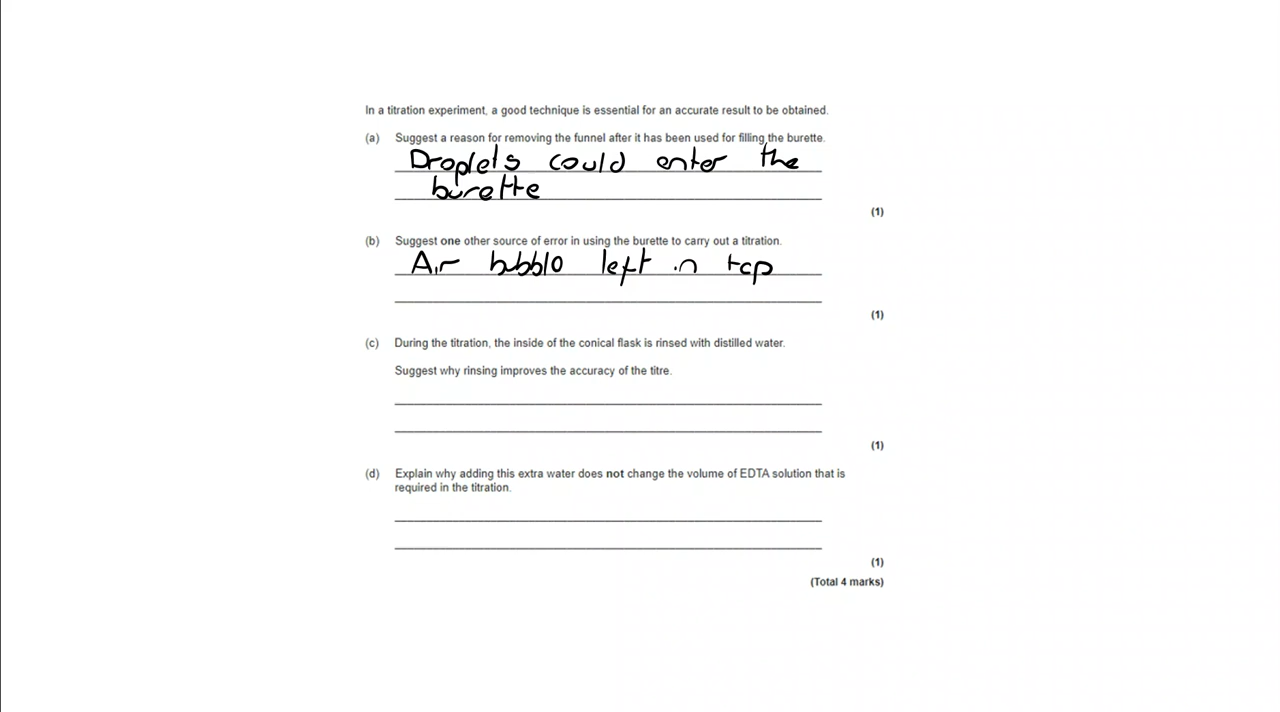 In a titration experiment, a good technique is essential for an accurate result to be obtained.
(a) Suggest a reason for removing the funnel after it has been used for filling the burette.
Droplets could enter the
burette
(1)
(b) Suggest one other source of error in using the burette to carry out a titration.
Air bubble left in tap
(1)
(c) During the titration, the inside of the conical flask is rinsed with distilled water.
Suggest why rinsing improves the accuracy of the titre.
(1)
(d) Explain why adding this extra water does not change the volume of EDTA solution that is
required in the titration.
(1)
(Total 4 marks)